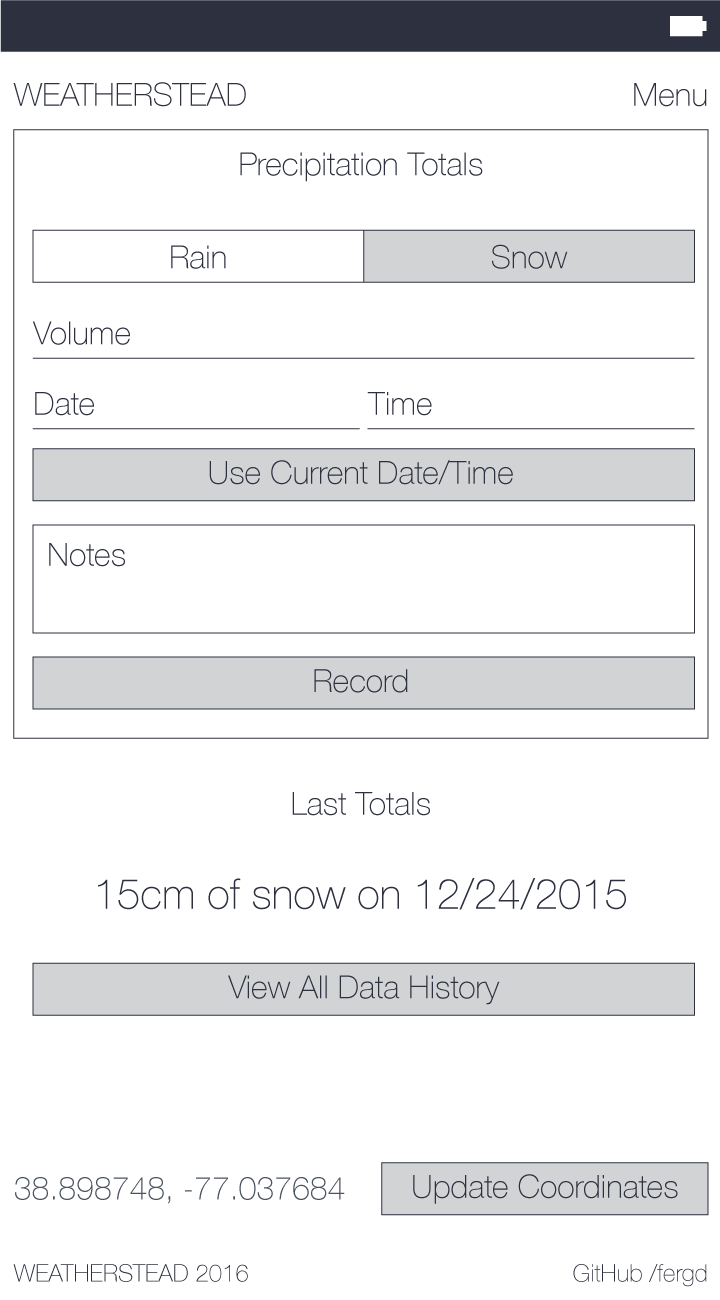 WEATHERSTEAD Menu
Precipitation Totals
Rain Snow
Volume
Date Time
Use Current Date/Time
Notes
Record
Last Totals
15cm of snow on 12/24/2015
View All Data History
38.898748, -77.037684 Update Coordinates
WEATHERSTEAD 2016 GitHub /fergd